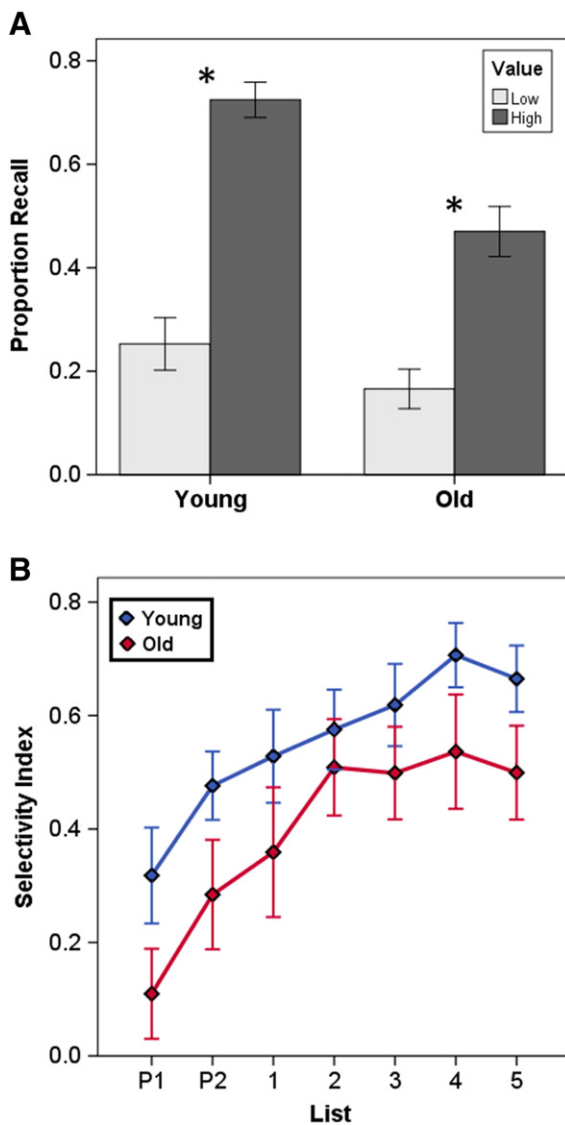 A
Proportion Recall
0.8
0.6
0.4
0.2
0.0
*
*
Value
Low
High
Young
Old
B
Selectivity Index
0.8
0.6
0.4
0.2
0.0
Young
Old
P1 P2 1 2 3 4 5
List